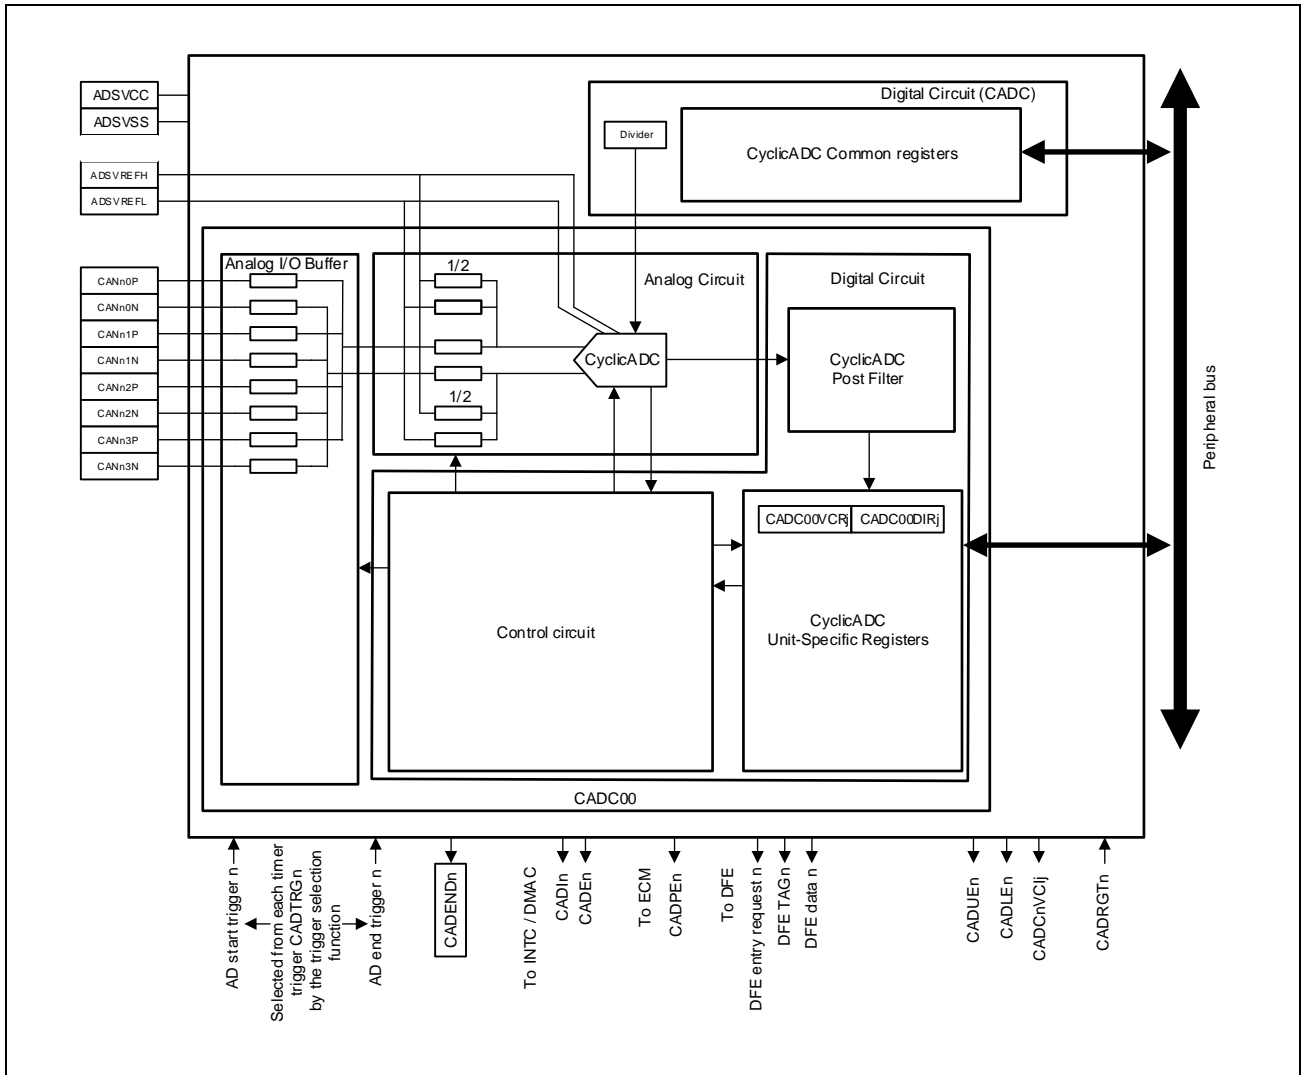 ADSVCC
ADSVSS
ADSVREFH
ADSVREFL
CANn0P
CANn0N
CANn1P
CANn1N
CANn2P
CANn2N
CANn3P
CANn3N
Digital Circuit (CADC)
Divider
CyclicADC Common registers
Analog I/O Buffer
1/2
Analog Circuit
CyclicADC
1/2
Digital Circuit
CyclicADC
Post Filter
CADC00VCRj
CADC00DIRj
CyclicADC
Unit-Specific Registers
Control circuit
CADC00
Peripheral bus
AD start trigger n
Selected from each timer
trigger CADTRGn
by the trigger selection
function
AD end trigger n
CADENDn
To INTC / DMAC
CADIn
CADEn
To ECM
CADPEn
To DFE
DFE entry request n
DFE TAGn
DFE data n
CADUEn
CADLEn
CADCnVCIj
CADRGTn